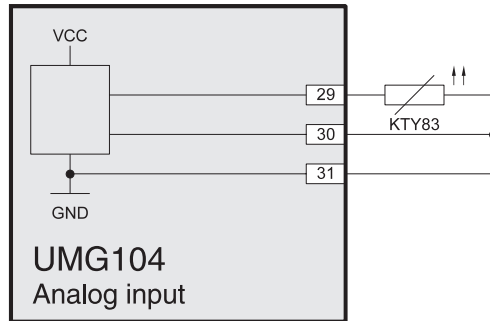 VCC
29
KTY83
30
31
GND
UMG104
Analog input